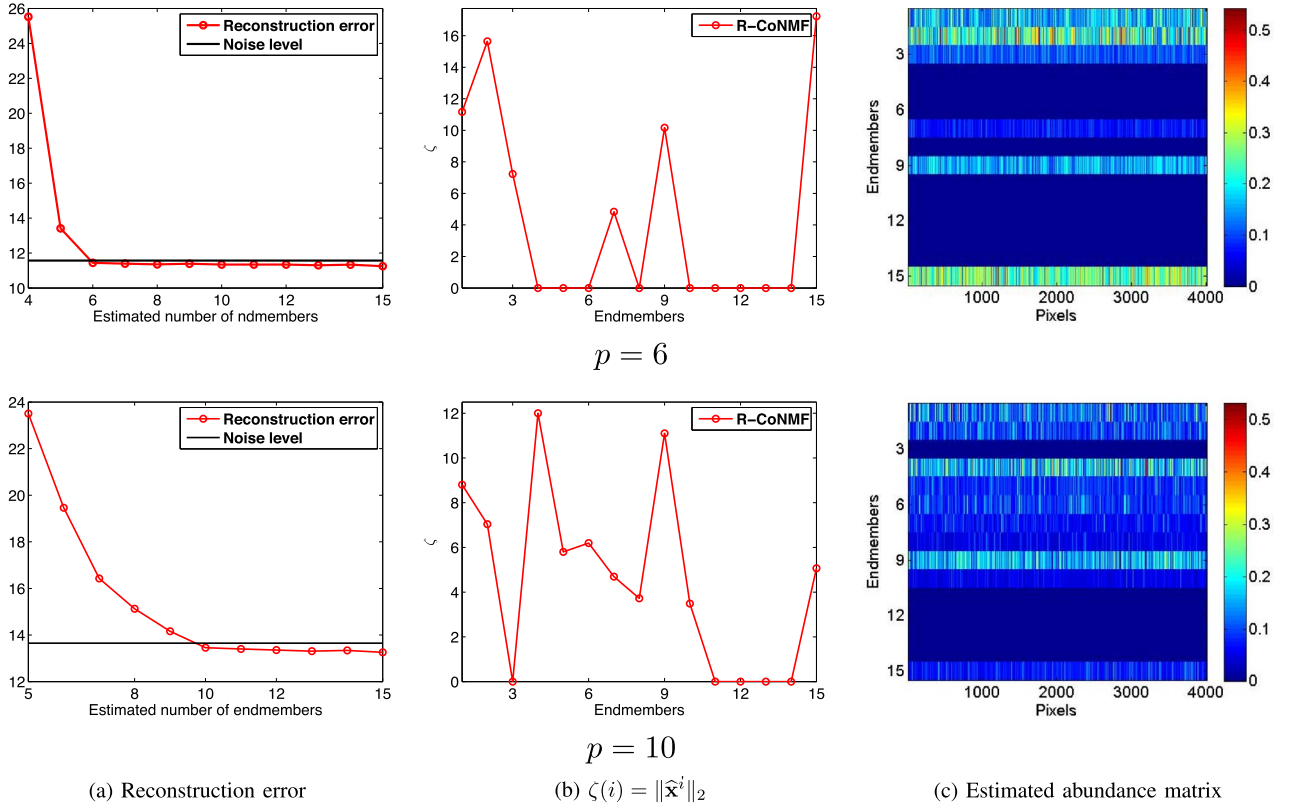 26
24
22
20
18
16
14
12
10
Reconstruction error
Noise level
4 6 8 10 12 15
Estimated number of ndmembers
16
14
12
10
8
6
4
2
0
ζ
R−CoNMF
3 6 9 12 15
Endmembers
3
6
9
12
15
Endmembers
1000 2000 3000 4000
Pixels
0.5
0.4
0.3
0.2
0.1
0
p = 6
24
22
20
18
16
14
12
Reconstruction error
Noise level
5 8 10 12 15
Estimated number of endmembers
12
10
8
6
4
2
0
ζ
R−CoNMF
3 6 9 12 15
Endmembers
3
6
9
12
15
Endmembers
1000 2000 3000 4000
Pixels
0.5
0.4
0.3
0.2
0.1
0
p = 10
(a) Reconstruction error
(b) ζ(i) = ‖x̂ⁱ‖₂
(c) Estimated abundance matrix